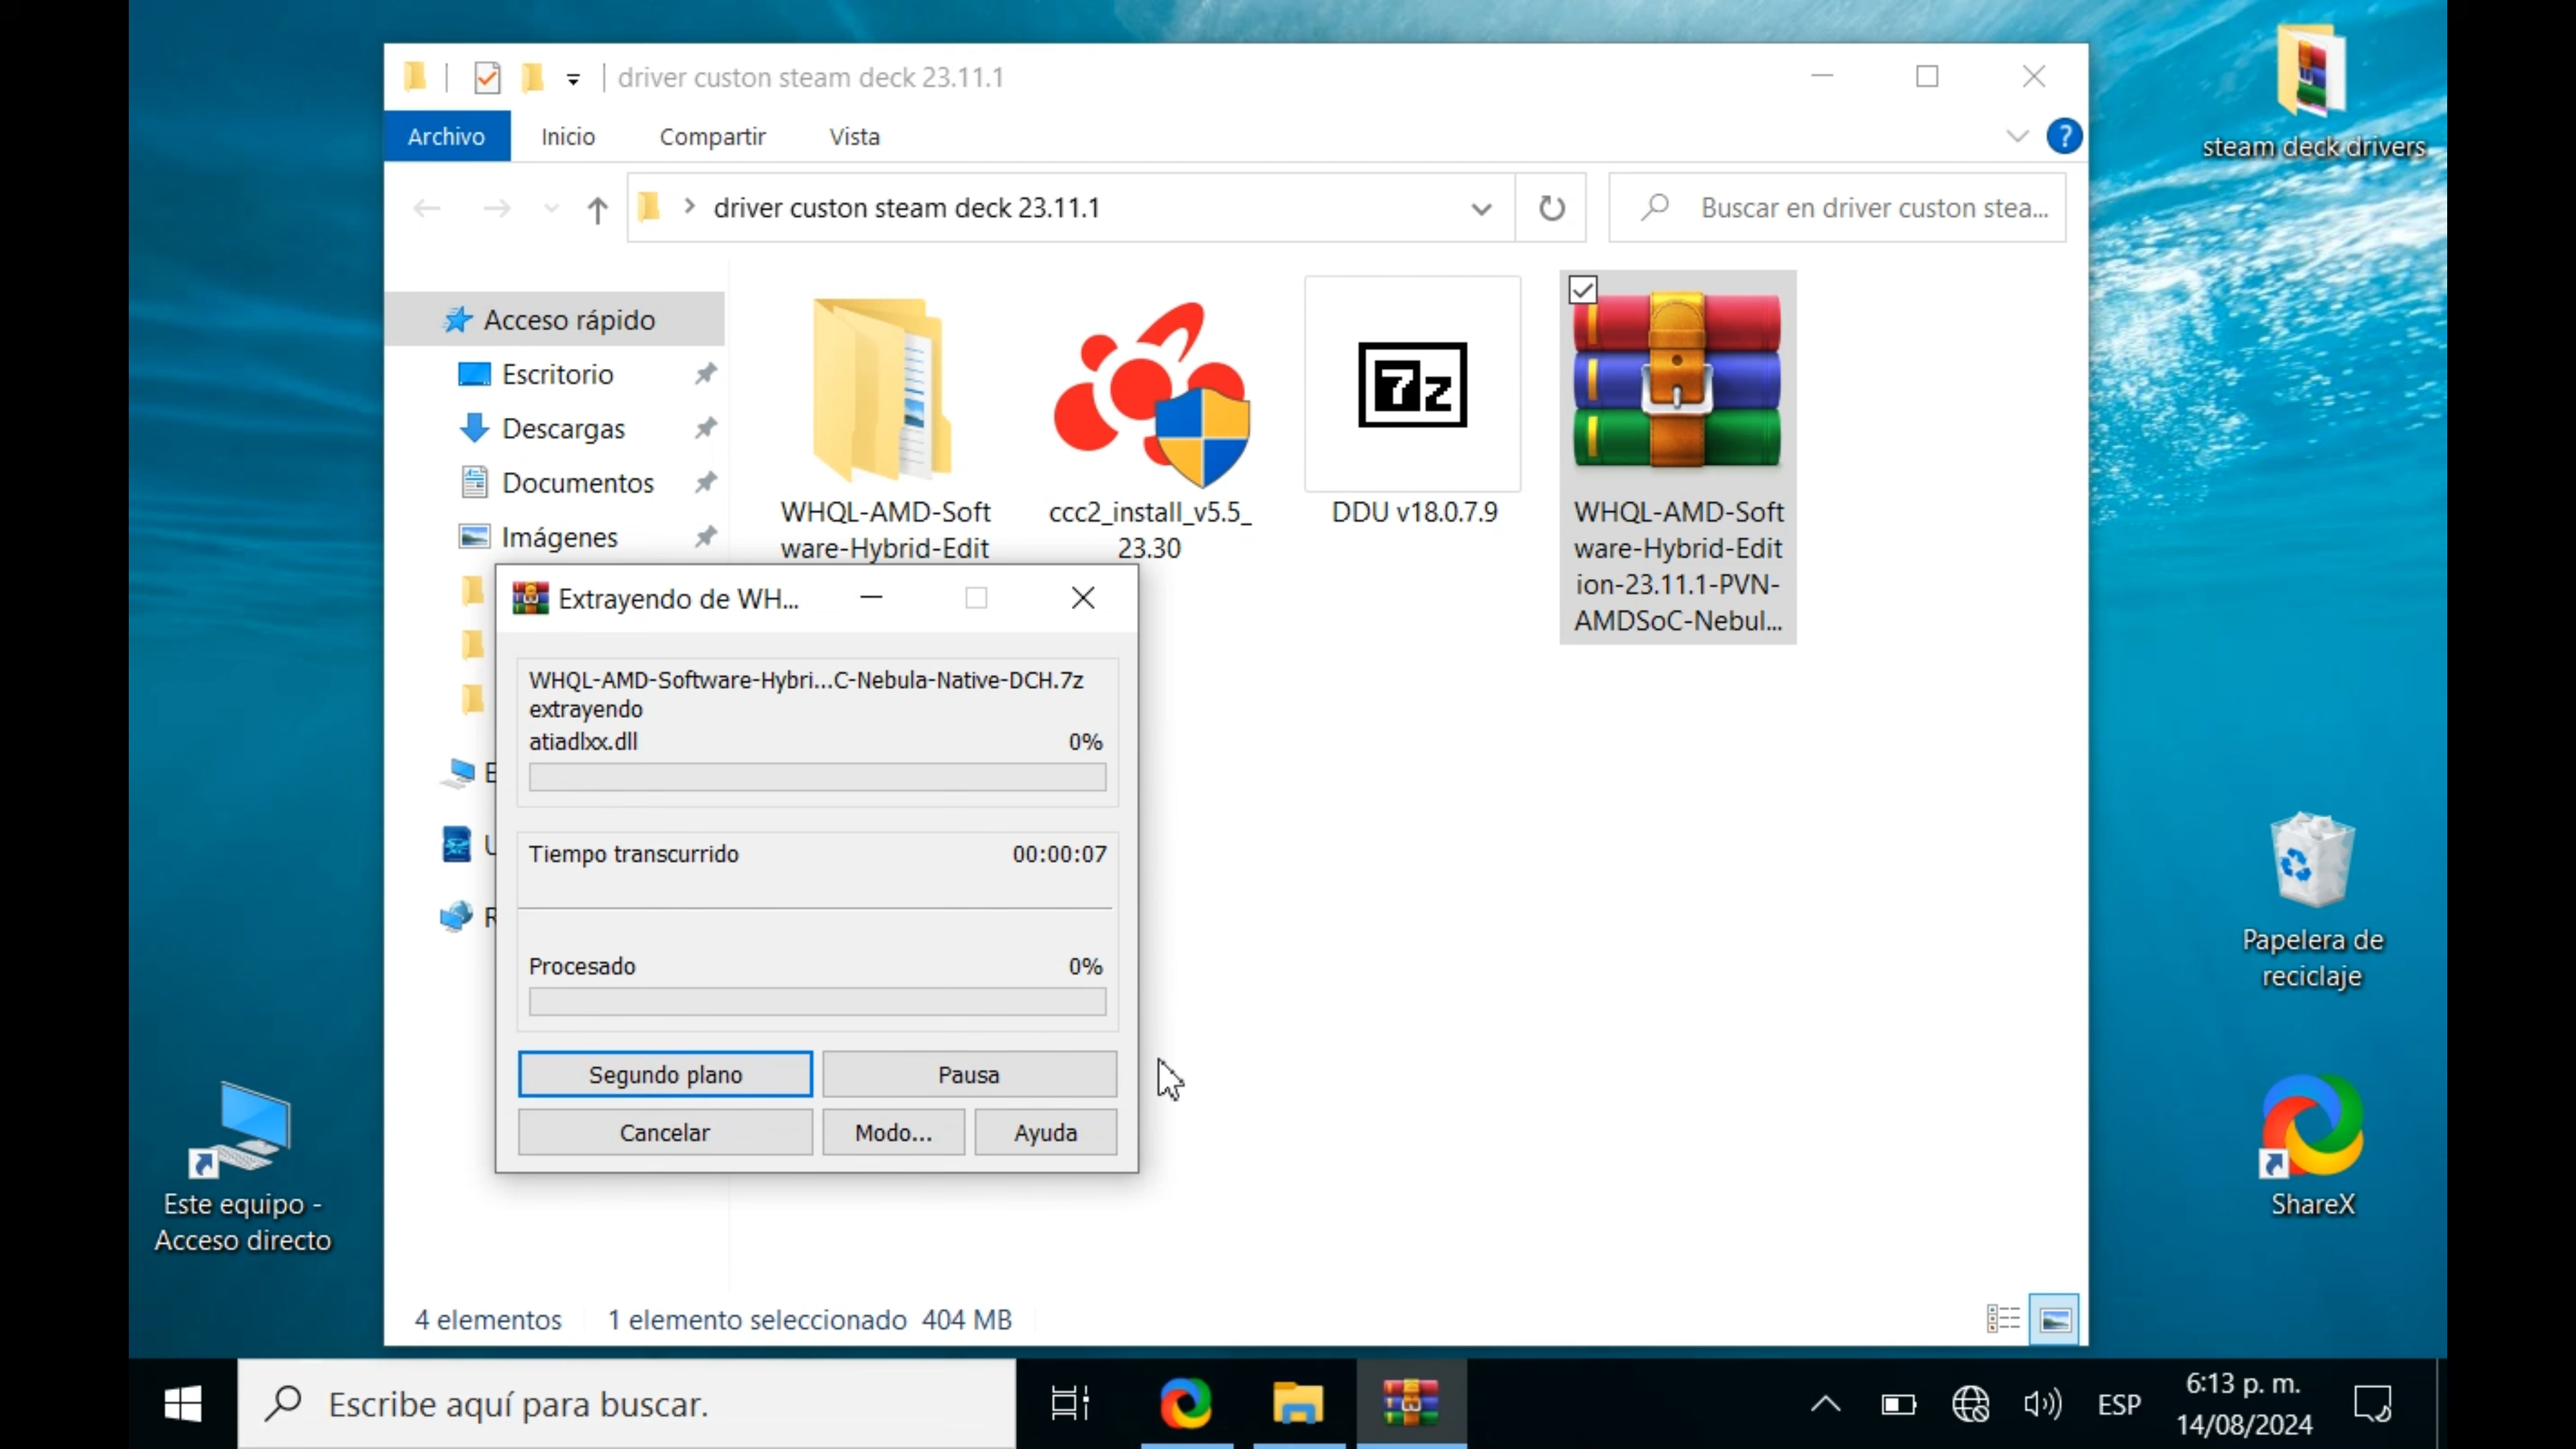 driver custon steam deck 23.11.1
Archivo
Inicio
Compartir
Vista
?
driver custon steam deck 23.11.1
Buscar en driver custon stea...
Acceso rápido
Escritorio
Descargas
Documentos
Imágenes
WHQL-AMD-Soft
ware-Hybrid-Edit
ccc2_install_v5.5_
23.30
7z
DDU v18.0.7.9
WHQL-AMD-Soft
ware-Hybrid-Edit
ion-23.11.1-PVN-
AMDSoC-Nebul...
Extrayendo de WH...
WHQL-AMD-Software-Hybri...C-Nebula-Native-DCH.7z
extrayendo
atiadlxx.dll
0%
Tiempo transcurrido
00:00:07
Procesado
0%
Segundo plano
Pausa
Cancelar
Modo...
Ayuda
4 elementos
1 elemento seleccionado 404 MB
steam deck drivers
Papelera de
reciclaje
ShareX
Este equipo -
Acceso directo
Escribe aquí para buscar.
ESP
6:13 p. m.
14/08/2024